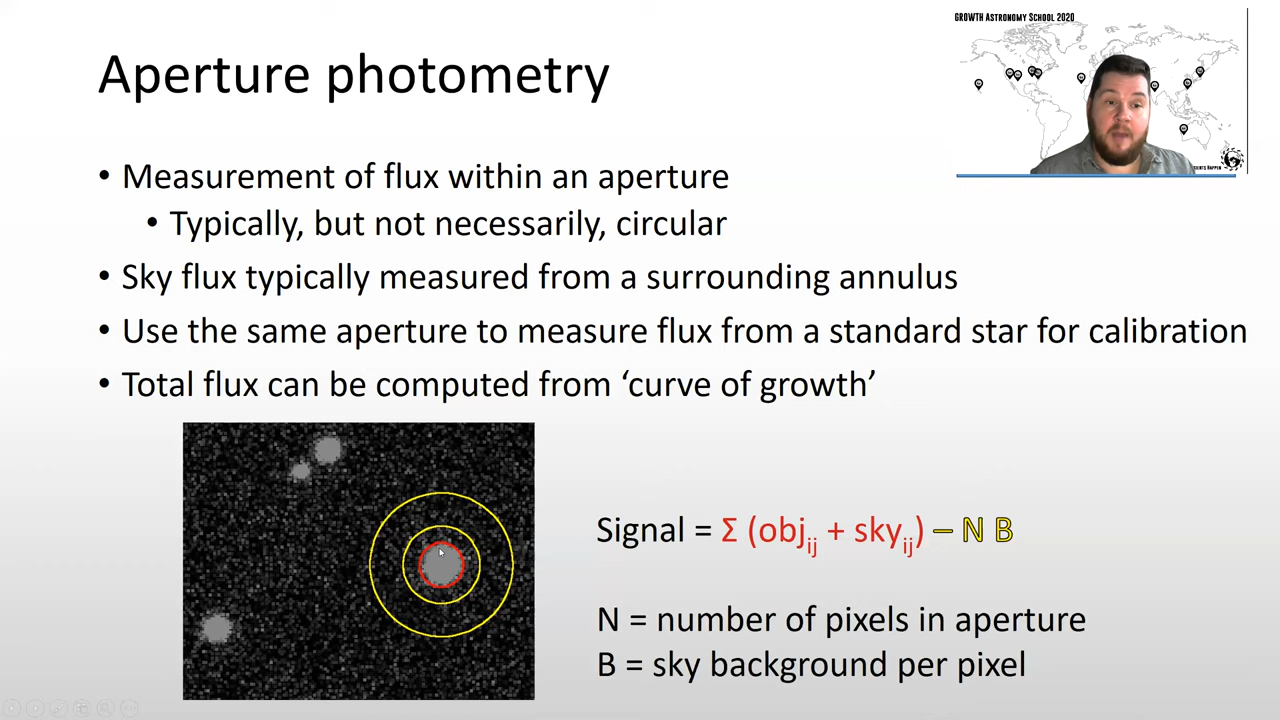 GROWTH ASTRONOMY SCHOOL 2020
Aperture photometry
• Measurement of flux within an aperture
• Typically, but not necessarily, circular
• Sky flux typically measured from a surrounding annulus
• Use the same aperture to measure flux from a standard star for calibration
• Total flux can be computed from ‘curve of growth’
Signal = Σ (objij + skyij) – N B
N = number of pixels in aperture
B = sky background per pixel